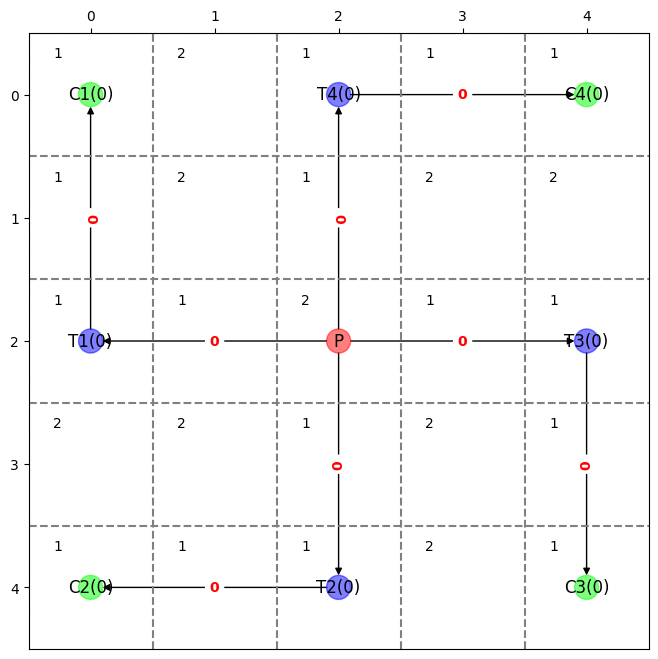 0 1 2 3 4
1 2 1 1 1
0 C1(0) T4(0) 0 C4(0)
1 2 1 2 2
1 0 0
1 1 2 1 1
2 T1(0) 0 P 0 T3(0)
2 2 1 2 1
3 0 0
1 1 1 2 1
4 C2(0) 0 T2(0) C3(0)